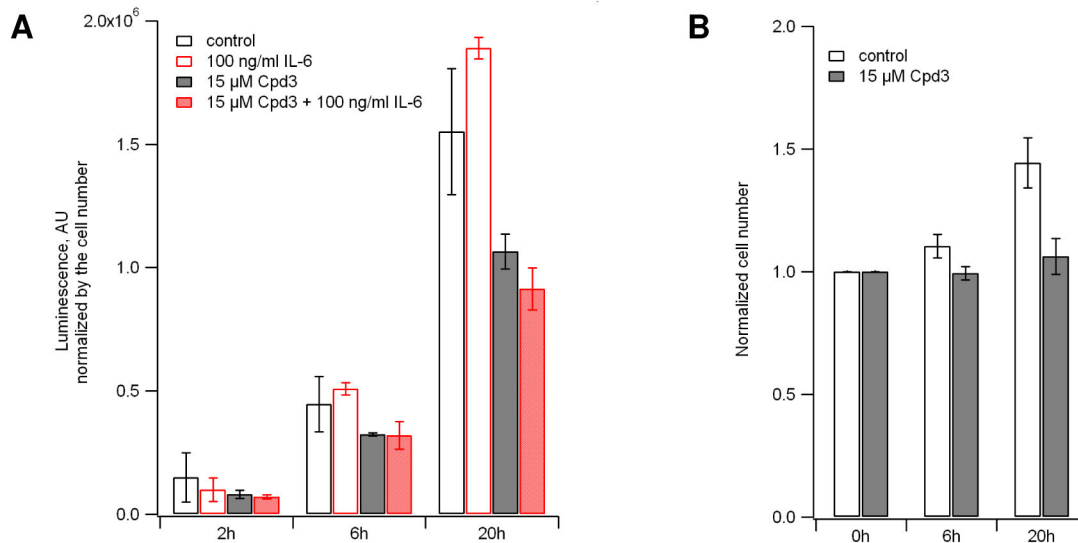 A
2.0x10⁶
control
100 ng/ml IL-6
15 µM Cpd3
15 µM Cpd3 + 100 ng/ml IL-6
1.5
1.0
0.5
0.0
Luminescence, AU
normalized by the cell number
2h 6h 20h
B
2.0
control
15 µM Cpd3
1.5
1.0
0.5
0.0
Normalized cell number
0h 6h 20h